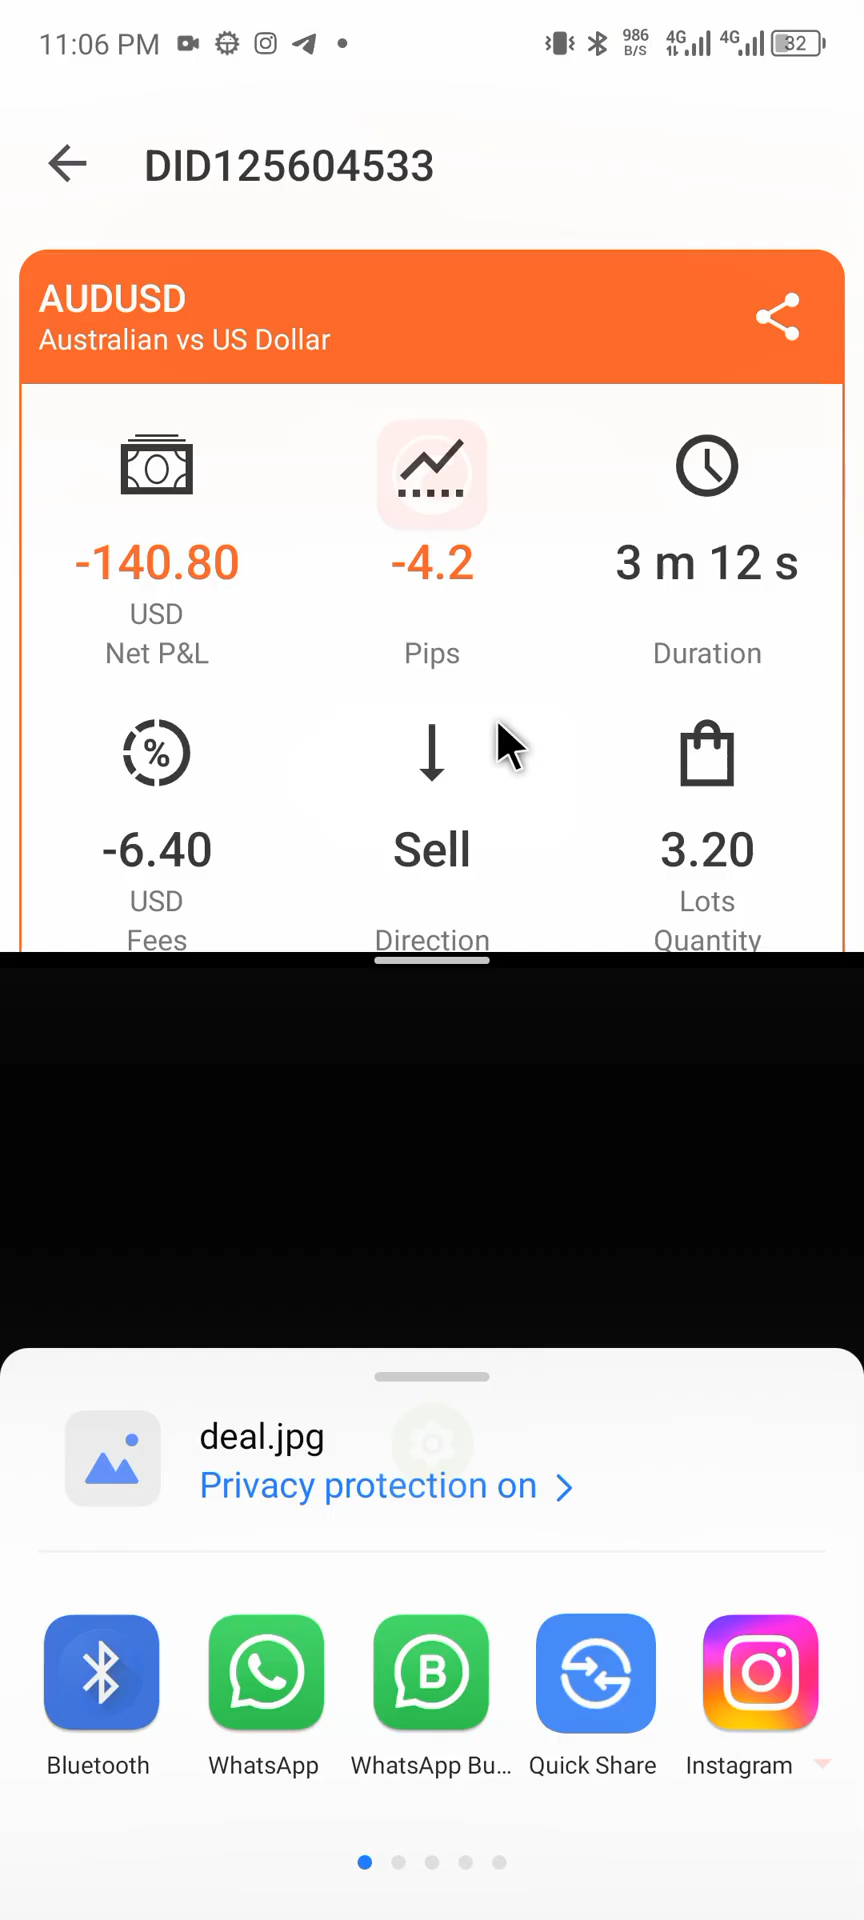 11:06 PM
986 B/S 4G 4G 32
DID125604533
AUDUSD
Australian vs US Dollar
-140.80 -4.2 3 m 12 s
USD
Net P&L Pips Duration
%
-6.40 Sell 3.20
USD Lots
Fees Direction Quantity
deal.jpg
Privacy protection on
B
Bluetooth WhatsApp WhatsApp Bu... Quick Share Instagram